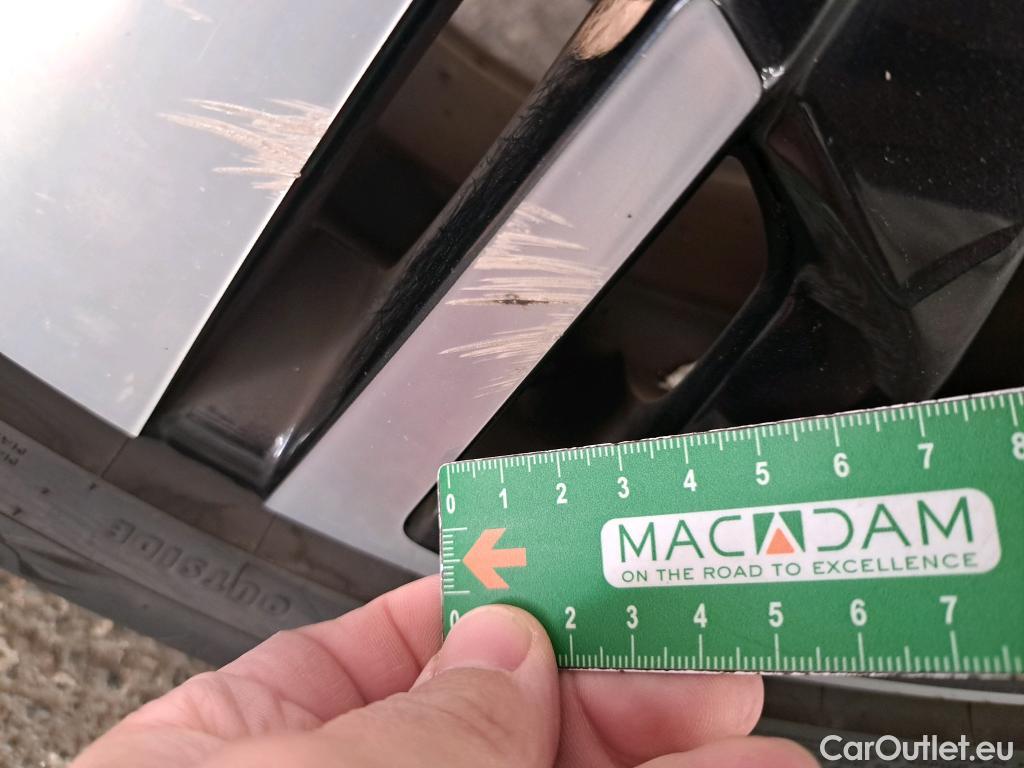 0 1 2 3 4 5 6 7 8
MACADAM
ON THE ROAD TO EXCELLENCE
0 2 3 4 5 6 7
OUTSIDE
CarOutlet.eu